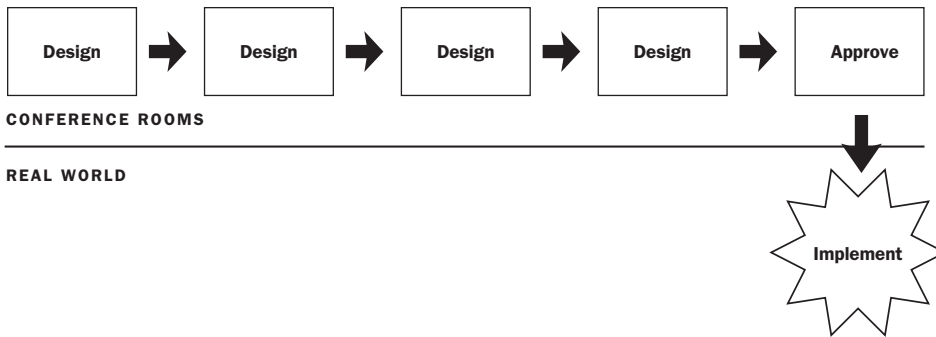 Design
Design
Design
Design
Approve
CONFERENCE ROOMS
REAL WORLD
Implement